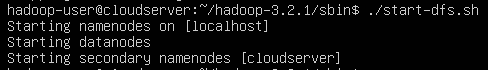 hadoop-user@cloudserver:~/hadoop-3.2.1/sbin$ ./start-dfs.sh
Starting namenodes on [localhost]
Starting datanodes
Starting secondary namenodes [cloudserver]